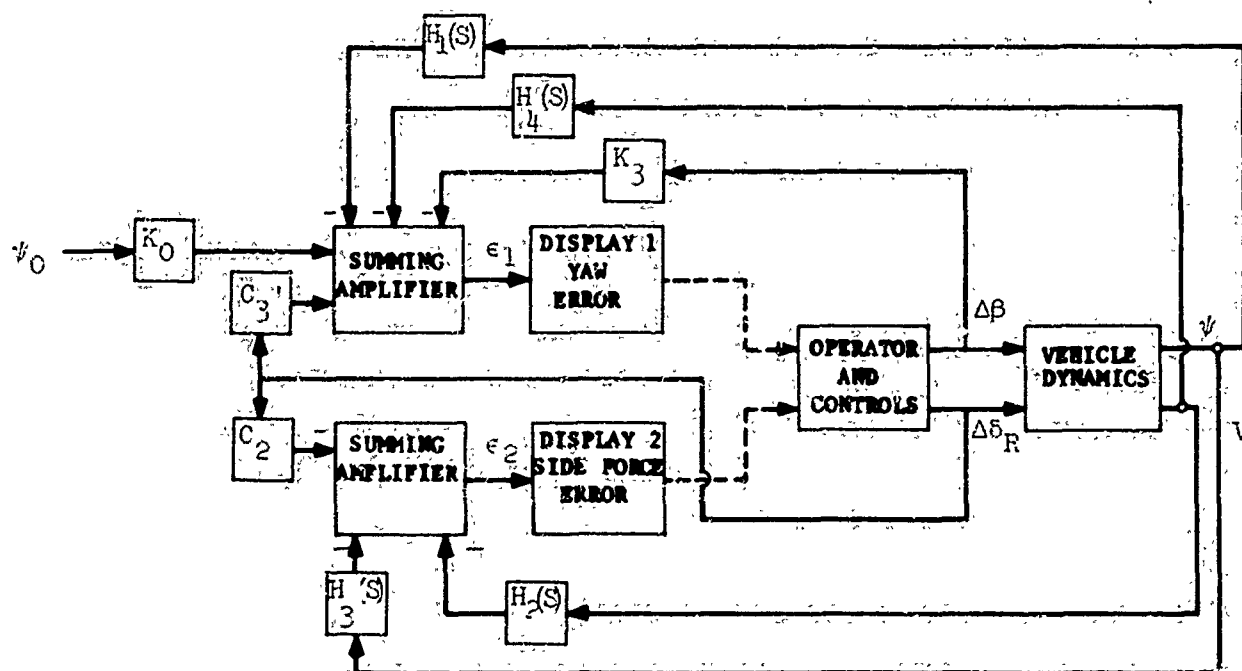 H1(S)
H4(S)
K3
ψ0
K0
SUMMING
AMPLIFIER
ϵ1
DISPLAY 1
YAW
ERROR
C3'
Δβ
ψ
OPERATOR
AND
CONTROLS
VEHICLE
DYNAMICS
C2
SUMMING
AMPLIFIER
ϵ2
DISPLAY 2
SIDE FORCE
ERROR
ΔδR
H3(S)
H2(S)